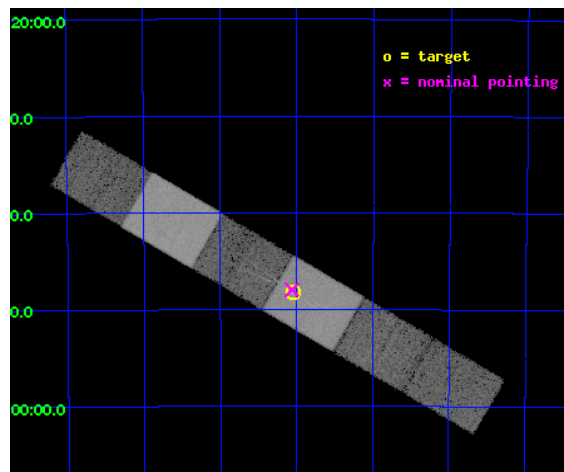 20:00.0
o = target
x = nominal pointing
0.0
0.0
0.0
00:00.0